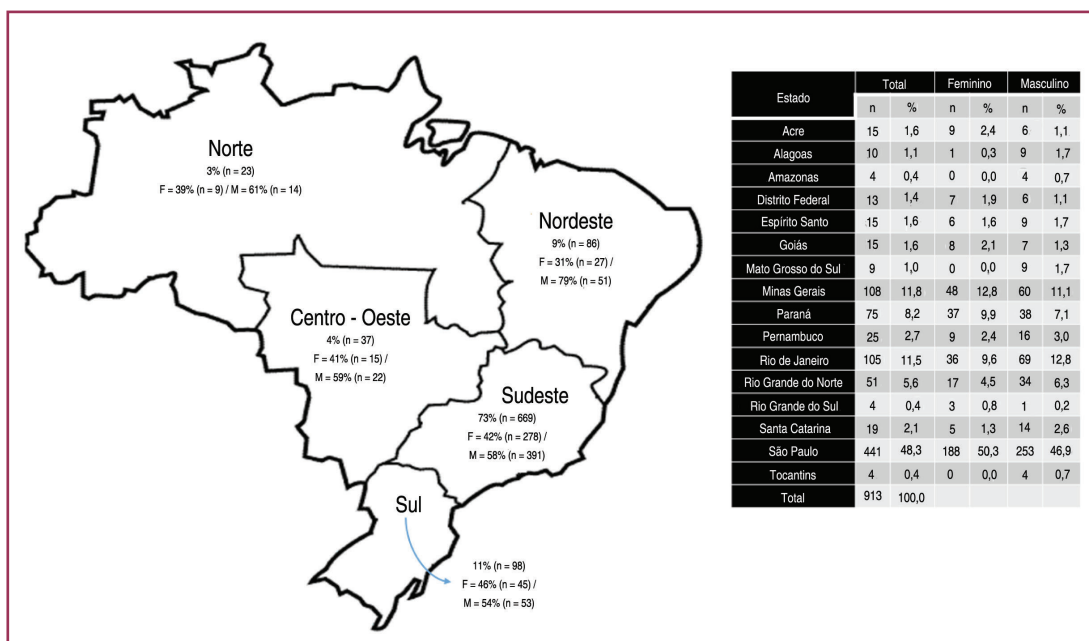 Norte
3% (n = 23)
F = 39% (n = 9) / M = 61% (n = 14)
Nordeste
9% (n = 86)
F = 31% (n = 27) /
M = 79% (n = 51)
Centro - Oeste
4% (n = 37)
F = 41% (n = 15) /
M = 59% (n = 22)
Sudeste
73% (n = 669)
F = 42% (n = 278) /
M = 58% (n = 391)
Sul
11% (n = 98)
F = 46% (n = 45) /
M = 54% (n = 53)
Estado Total Feminino Masculino
n % n % n %
Acre 15 1,6 9 2,4 6 1,1
Alagoas 10 1,1 1 0,3 9 1,7
Amazonas 4 0,4 0 0,0 4 0,7
Distrito Federal 13 1,4 7 1,9 6 1,1
Espírito Santo 15 1,6 6 1,6 9 1,7
Goiás 15 1,6 8 2,1 7 1,3
Mato Grosso do Sul 9 1,0 0 0,0 9 1,7
Minas Gerais 108 11,8 48 12,8 60 11,1
Paraná 75 8,2 37 9,9 38 7,1
Pernambuco 25 2,7 9 2,4 16 3,0
Rio de Janeiro 105 11,5 36 9,6 69 12,8
Rio Grande do Norte 51 5,6 17 4,5 34 6,3
Rio Grande do Sul 4 0,4 3 0,8 1 0,2
Santa Catarina 19 2,1 5 1,3 14 2,6
São Paulo 441 48,3 188 50,3 253 46,9
Tocantins 4 0,4 0 0,0 4 0,7
Total 913 100,0